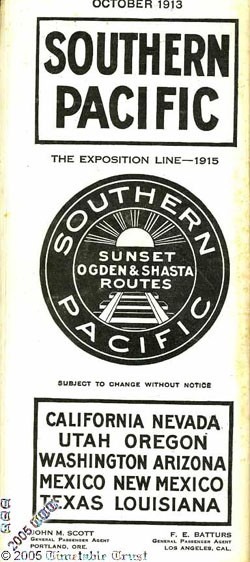 OCTOBER 1913
SOUTHERN
PACIFIC
THE EXPOSITION LINE—1915
SOUTHERN
SUNSET
OGDEN & SHASTA
ROUTES
PACIFIC
SUBJECT TO CHANGE WITHOUT NOTICE
CALIFORNIA NEVADA
UTAH OREGON
WASHINGTON ARIZONA
MEXICO NEW MEXICO
TEXAS LOUISIANA
JOHN M. SCOTT
GENERAL PASSENGER AGENT
PORTLAND, ORE.
F. E. BATTURS
GENERAL PASSENGER AGENT
LOS ANGELES, CAL.
2005
© 2005 Timetable Trust